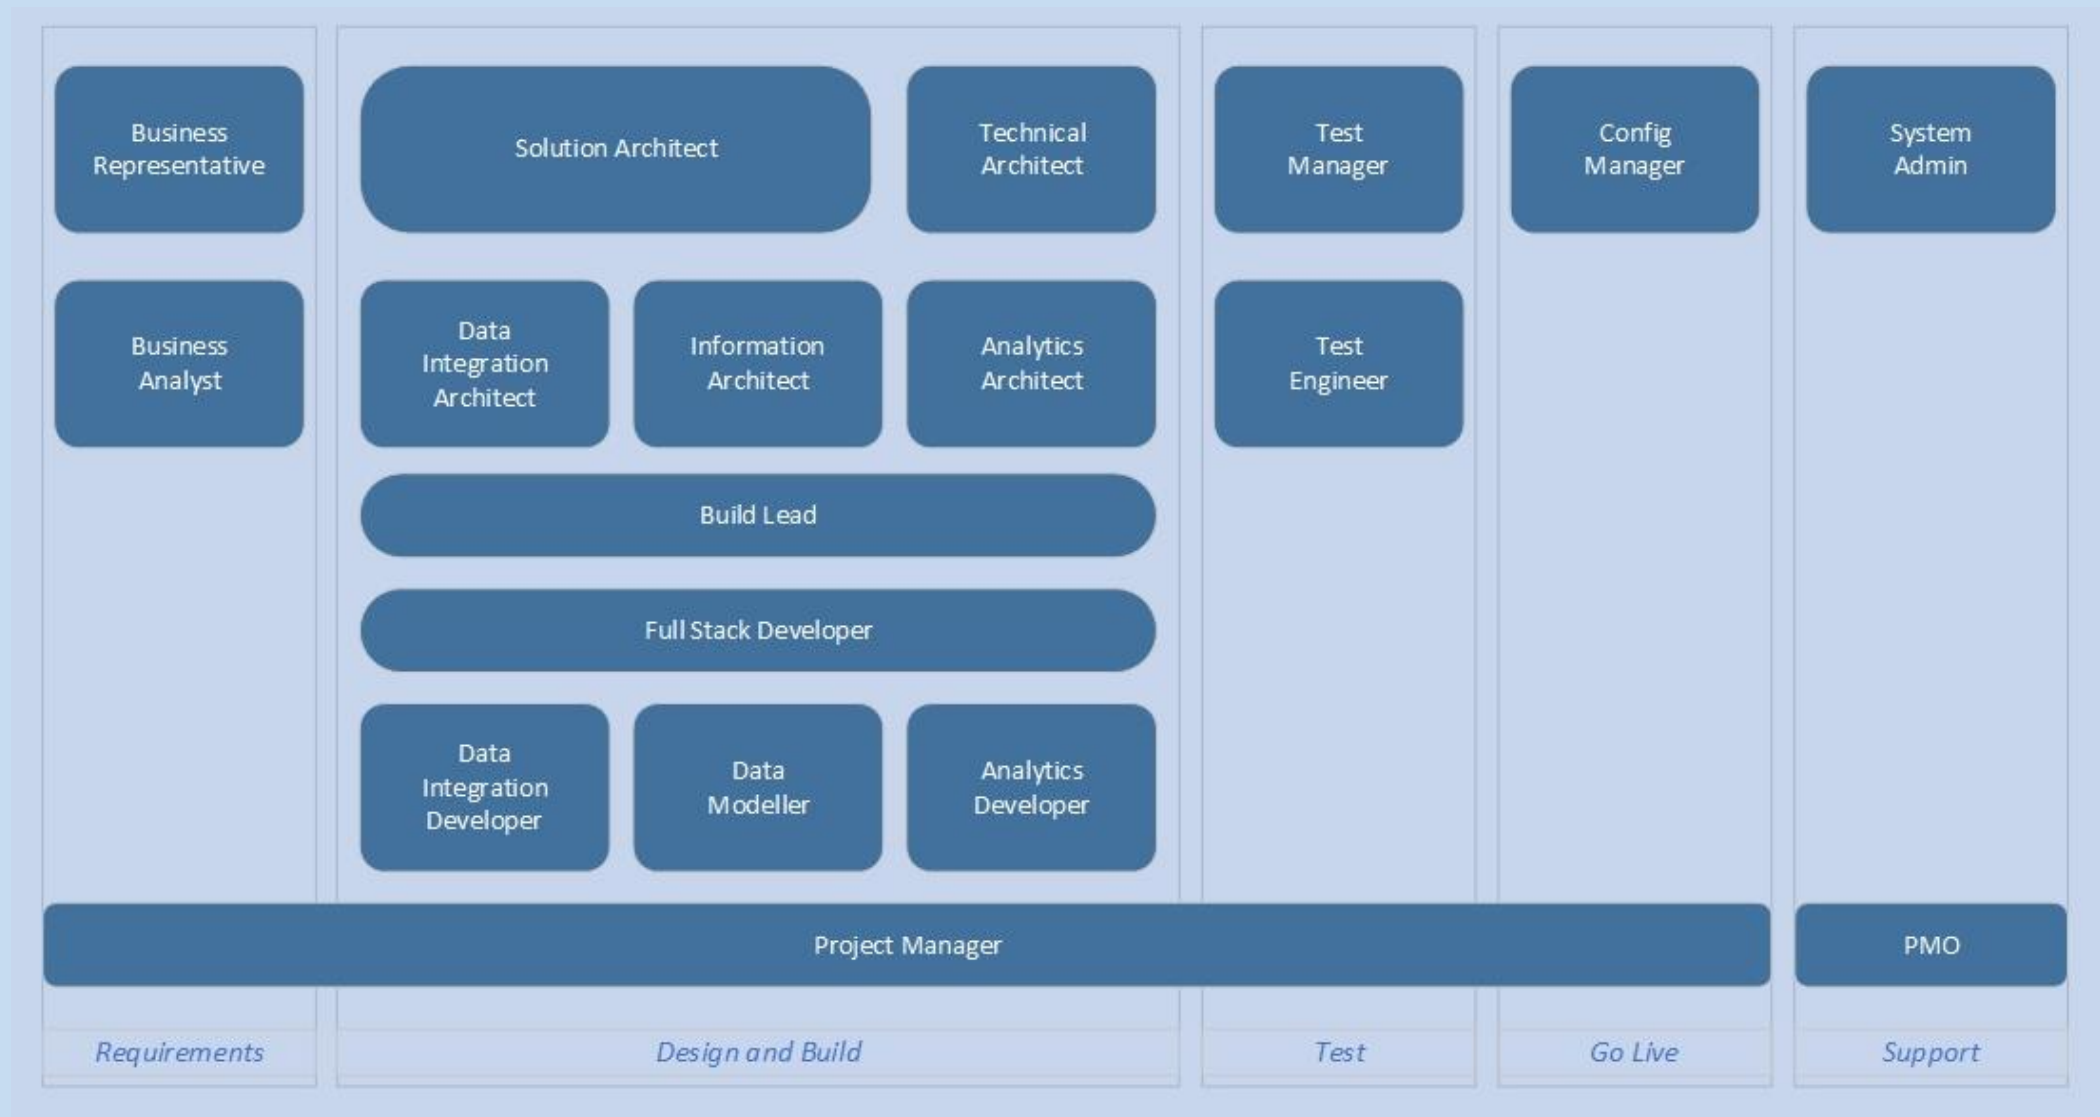 Business
Representative
Solution Architect
Technical
Architect
Test
Manager
Config
Manager
System
Admin
Business
Analyst
Data
Integration
Architect
Information
Architect
Analytics
Architect
Test
Engineer
Build Lead
Full Stack Developer
Data
Integration
Developer
Data
Modeller
Analytics
Developer
Project Manager
PMO
Requirements
Design and Build
Test
Go Live
Support